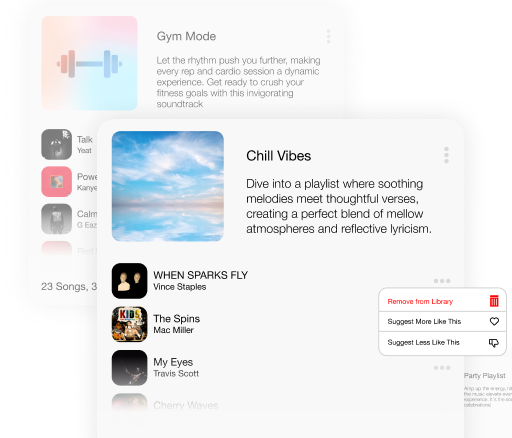 Gym Mode
Let the rhythm push you further, making
every rep and cardio session a dynamic
experience. Get ready to crush your
fitness goals with this invigorating
soundtrack
Talk
Yeat
Powe
Kanye
Calm
G Eaz
23 Songs, 3
Chill Vibes
Dive into a playlist where soothing
melodies meet thoughtful verses,
creating a perfect blend of mellow
atmospheres and reflective lyricism.
WHEN SPARKS FLY
Vince Staples
The Spins
Mac Miller
My Eyes
Travis Scott
Cherry Waves
Remove from Library
Suggest More Like This
Suggest Less Like This
Party Playlist